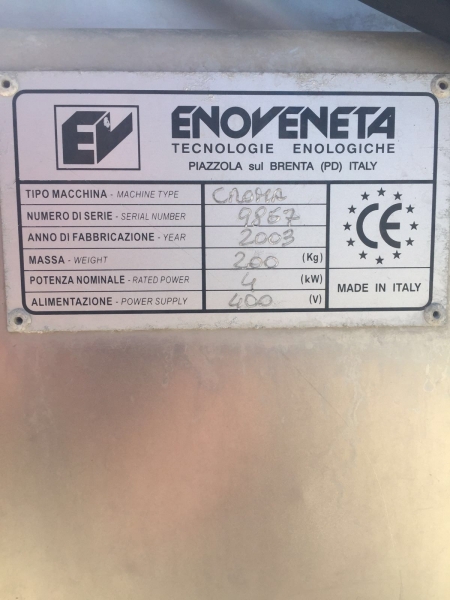 EV ENOVENETA
TECNOLOGIE ENOLOGICHE
PIAZZOLA sul BRENTA (PD) ITALY
TIPO MACCHINA - MACHINE TYPE
NUMERO DI SERIE - SERIAL NUMBER 9867
ANNO DI FABBRICAZIONE - YEAR 2003
MASSA - WEIGHT 260 (Kg)
POTENZA NOMINALE - RATED POWER 4 (kW)
ALIMENTAZIONE - POWER SUPPLY 400 (V)
CE
MADE IN ITALY